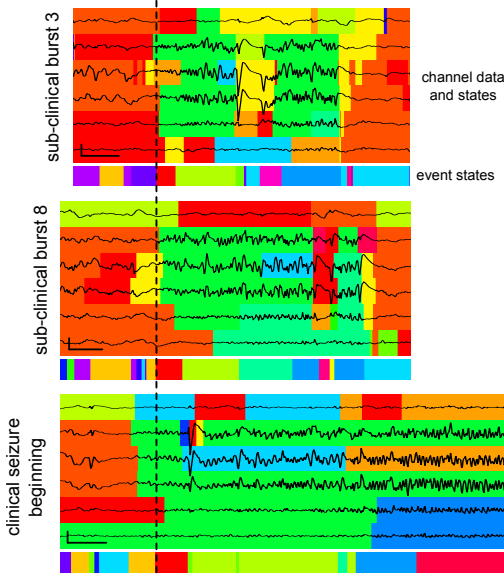 sub-clinical burst 3
channel data
and states
event states
sub-clinical burst 8
clinical seizure
beginning